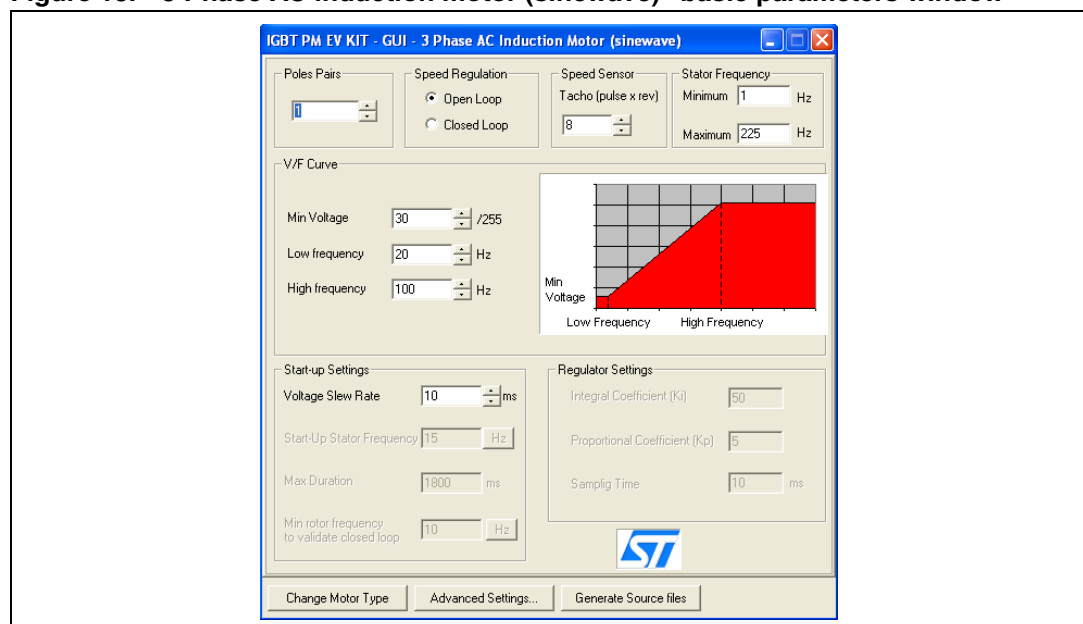 IGBT PM EV KIT - GUI - 3 Phase AC Induction Motor (sinewave)
Poles Pairs
1
Speed Regulation
Open Loop
Closed Loop
Speed Sensor
Tacho (pulse x rev)
8
Stator Frequency
Minimum 1 Hz
Maximum 225 Hz
V/F Curve
Min Voltage 30 /255
Low frequency 20 Hz
High frequency 100 Hz
Min
Voltage
Low Frequency High Frequency
Start-up Settings
Voltage Slew Rate 10 ms
Start-Up Stator Frequency 15 Hz
Max Duration 1800 ms
Min rotor frequency
to validate closed loop 10 Hz
Regulator Settings
Integral Coefficient (Ki) 50
Proportional Coefficient (Kp) 5
Samplig Time 10 ms
ST
Change Motor Type Advanced Settings... Generate Source files